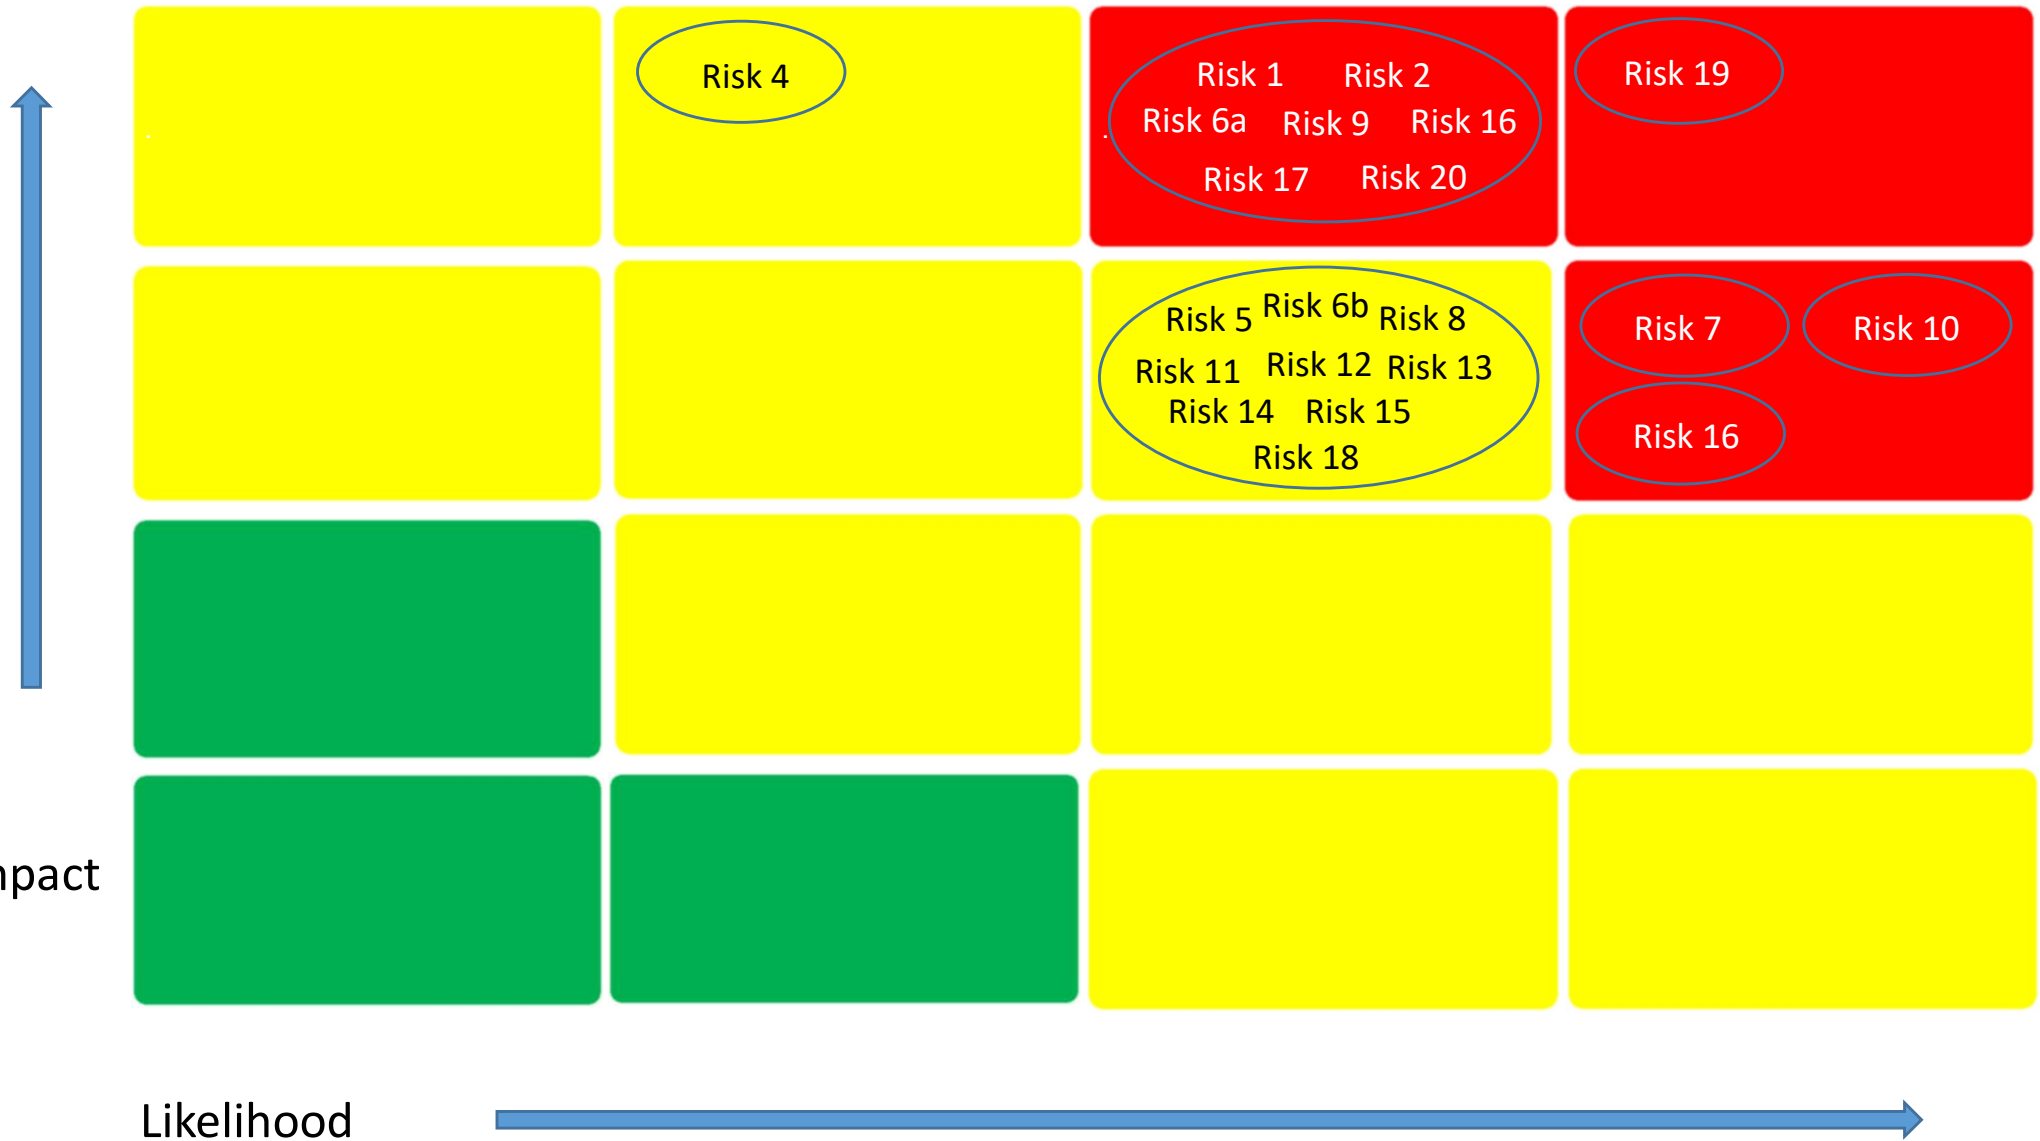 Risk 4
Risk 1 Risk 2
Risk 6a Risk 9 Risk 16
Risk 17 Risk 20
Risk 19
Risk 5 Risk 6b Risk 8
Risk 11 Risk 12 Risk 13
Risk 14 Risk 15
Risk 18
Risk 7 Risk 10
Risk 16
npact
Likelihood